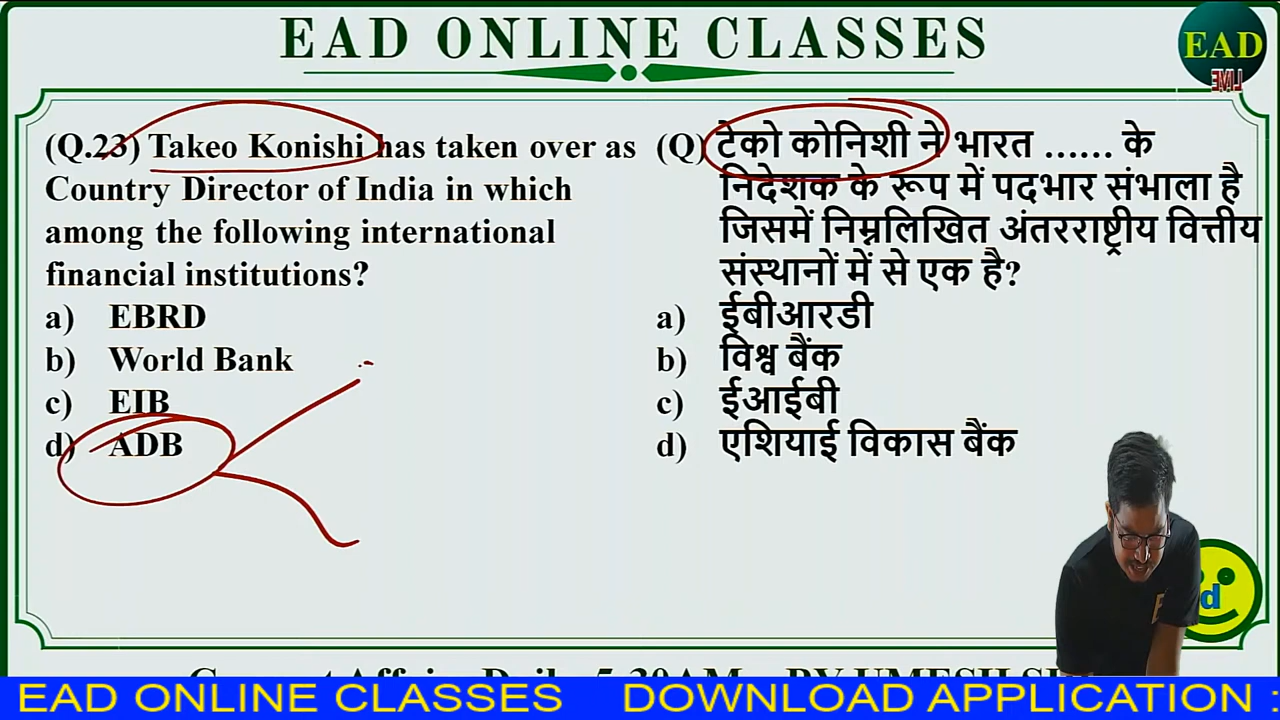 EAD ONLINE CLASSES
EAD
LIVE
(Q.23) Takeo Konishi has taken over as
Country Director of India in which
among the following international
financial institutions?
a) EBRD
b) World Bank
c) EIB
d) ADB
(Q) टेको कोनिशी ने भारत ...... के
निदेशक के रूप में पदभार संभाला है
जिसमें निम्नलिखित अंतरराष्ट्रीय वित्तीय
संस्थानों में से एक है?
a) ईबीआरडी
b) विश्व बैंक
c) ईआईबी
d) एशियाई विकास बैंक
EAD ONLINE CLASSES DOWNLOAD APPLICATION :